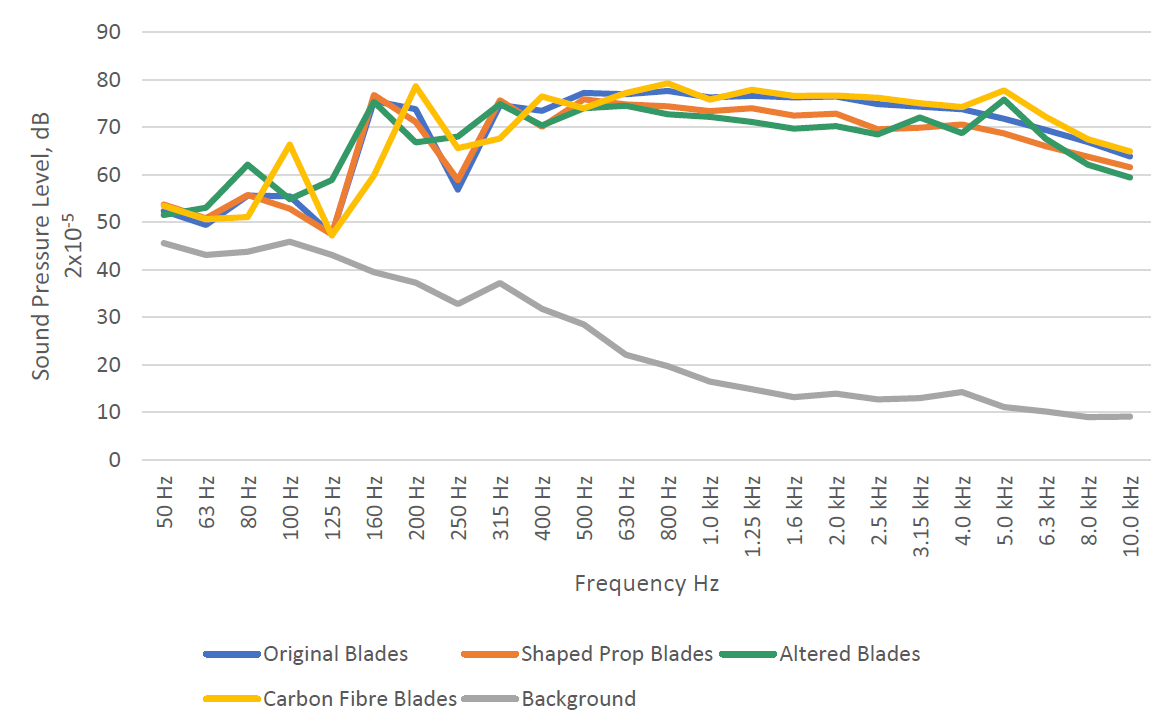 90
80
70
60
50
40
30
20
10
0
Sound Pressure Level, dB
2x10-5
50 Hz
63 Hz
80 Hz
100 Hz
125 Hz
160 Hz
200 Hz
250 Hz
315 Hz
400 Hz
500 Hz
630 Hz
800 Hz
1.0 kHz
1.25 kHz
1.6 kHz
2.0 kHz
2.5 kHz
3.15 kHz
4.0 kHz
5.0 kHz
6.3 kHz
8.0 kHz
10.0 kHz
Frequency Hz
Original Blades Shaped Prop Blades Altered Blades
Carbon Fibre Blades Background